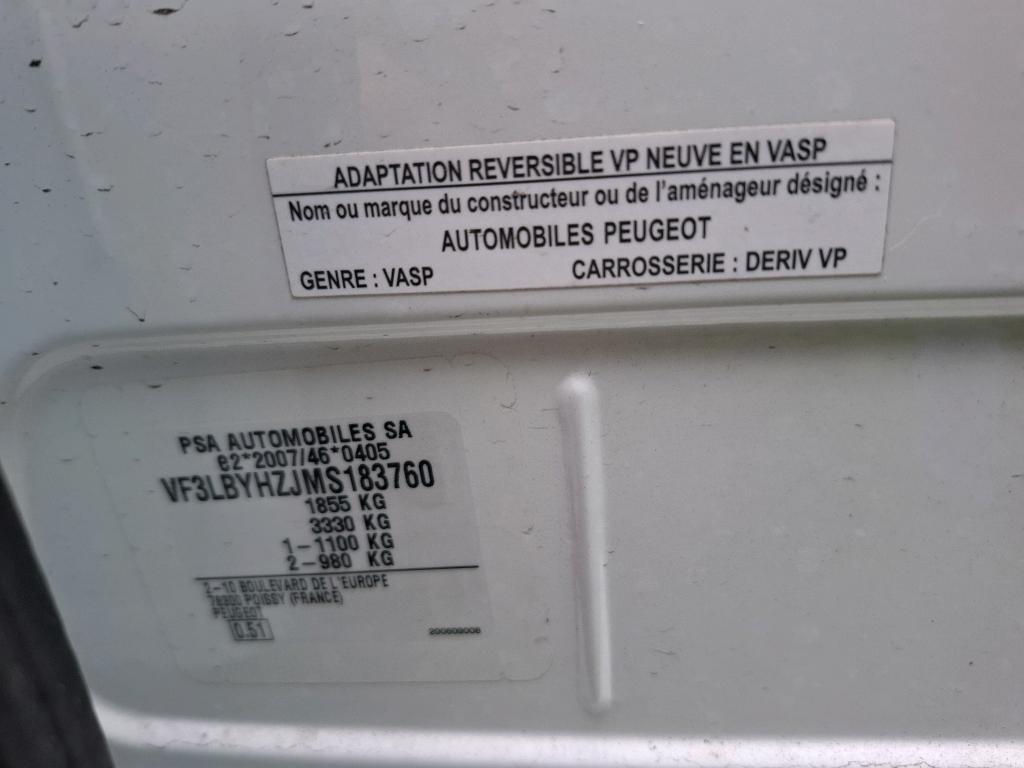 ADAPTATION REVERSIBLE VP NEUVE EN VASP
Nom ou marque du constructeur ou de l'aménageur désigné :
AUTOMOBILES PEUGEOT
GENRE : VASP CARROSSERIE : DERIV VP
PSA AUTOMOBILES SA
e2*2007/46*0405
VF3LBYHZJMS183760
1855 KG
3330 KG
1-1100 KG
2-980 KG
2-10 BOULEVARD DE L'EUROPE
78300 POISSY (FRANCE)
PEUGEOT
0.51